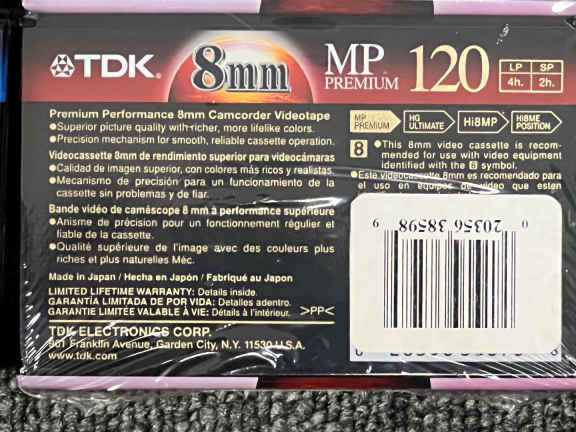 TDK 8mm MP PREMIUM 120
LP SP
4h. 2h.
Premium Performance 8mm Camcorder Videotape
●Superior picture quality with richer, more lifelike colors.
●Precision mechanism for smooth, reliable cassette operation.
Videocassette 8mm de rendimiento superior para videocámaras
●Calidad de imagen superior, con colores más ricos y realistas.
●Mecanismo de precisión para un funcionamiento de la
cassette sin problemas y de fiar.
Bande vidéo de caméscope 8 mm à performance supérieure
●Anisme de précision pour un fonctionnement régulier et
fiable de la cassette.
●Qualité supérieure de l'image avec des couleurs plus
riches et plus naturelles Méc.
Made in Japan / Hecho en Japón / Fabriqué au Japon
LIMITED LIFETIME WARRANTY: Details inside.
GARANTÍA LIMITADA DE POR VIDA: Detalles adentro.
GARANTIE LIMITÉE VALABLE À VIE: Détails à l'intérieur.
>PP<
TDK ELECTRONICS CORP.
901 Franklin Avenue, Garden City, N.Y. 11530 U.S.A.
www.tdk.com
MP PREMIUM
HG ULTIMATE
Hi8MP
Hi8ME POSITION
8 ●This 8mm video cassette is recom-
mended for use with video equipment
identified with the 8 symbol.
●Este videocassette 8mm es recomendado para
el uso en equipos de video que esten
0 20356 38598 9